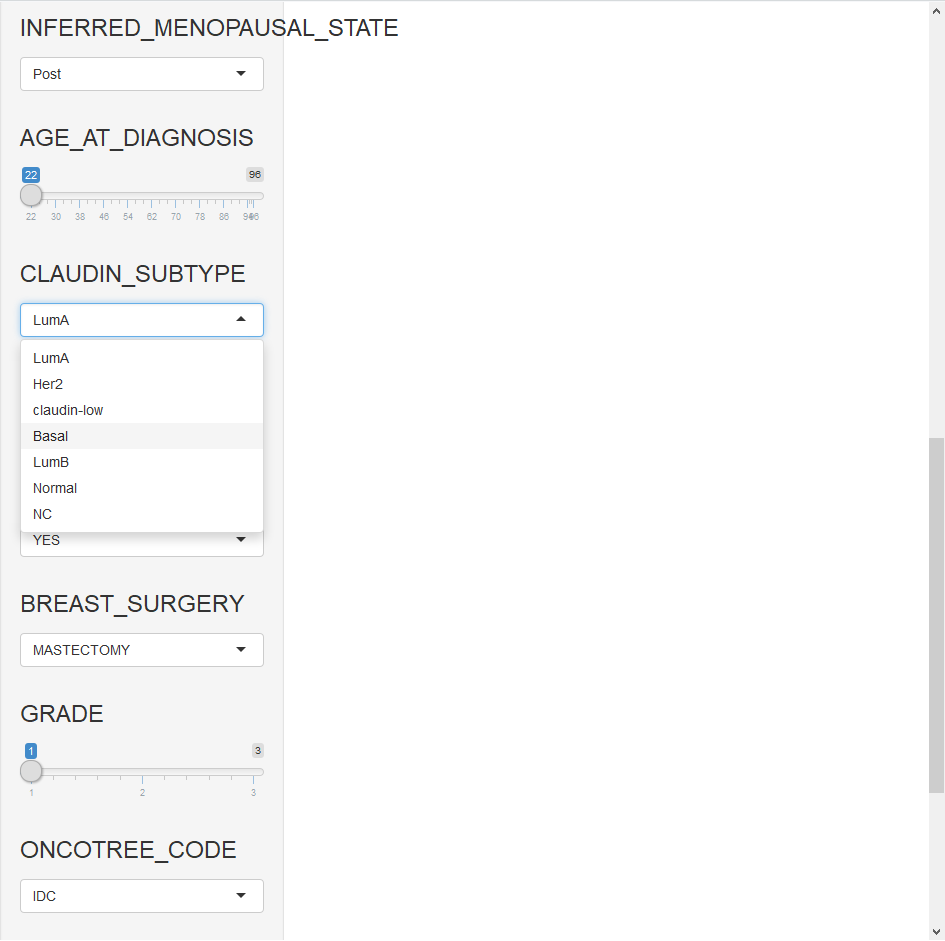 INFERRED_MENOPAUSAL_STATE
Post
AGE_AT_DIAGNOSIS
22 96
22 30 38 46 54 62 70 78 86 94 96
CLAUDIN_SUBTYPE
LumA
LumA
Her2
claudin-low
Basal
LumB
Normal
NC
YES
BREAST_SURGERY
MASTECTOMY
GRADE
1 3
1 2 3
ONCOTREE_CODE
IDC